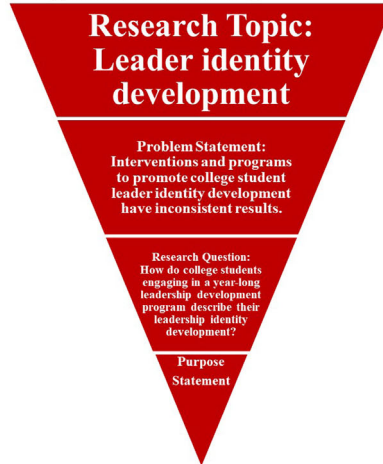 Research Topic:
Leader identity
development
Problem Statement:
Interventions and programs
to promote college student
leader identity development
have inconsistent results.
Research Question:
How do college students
engaging in a year-long
leadership development
program describe their
leadership identity
development?
Purpose
Statement